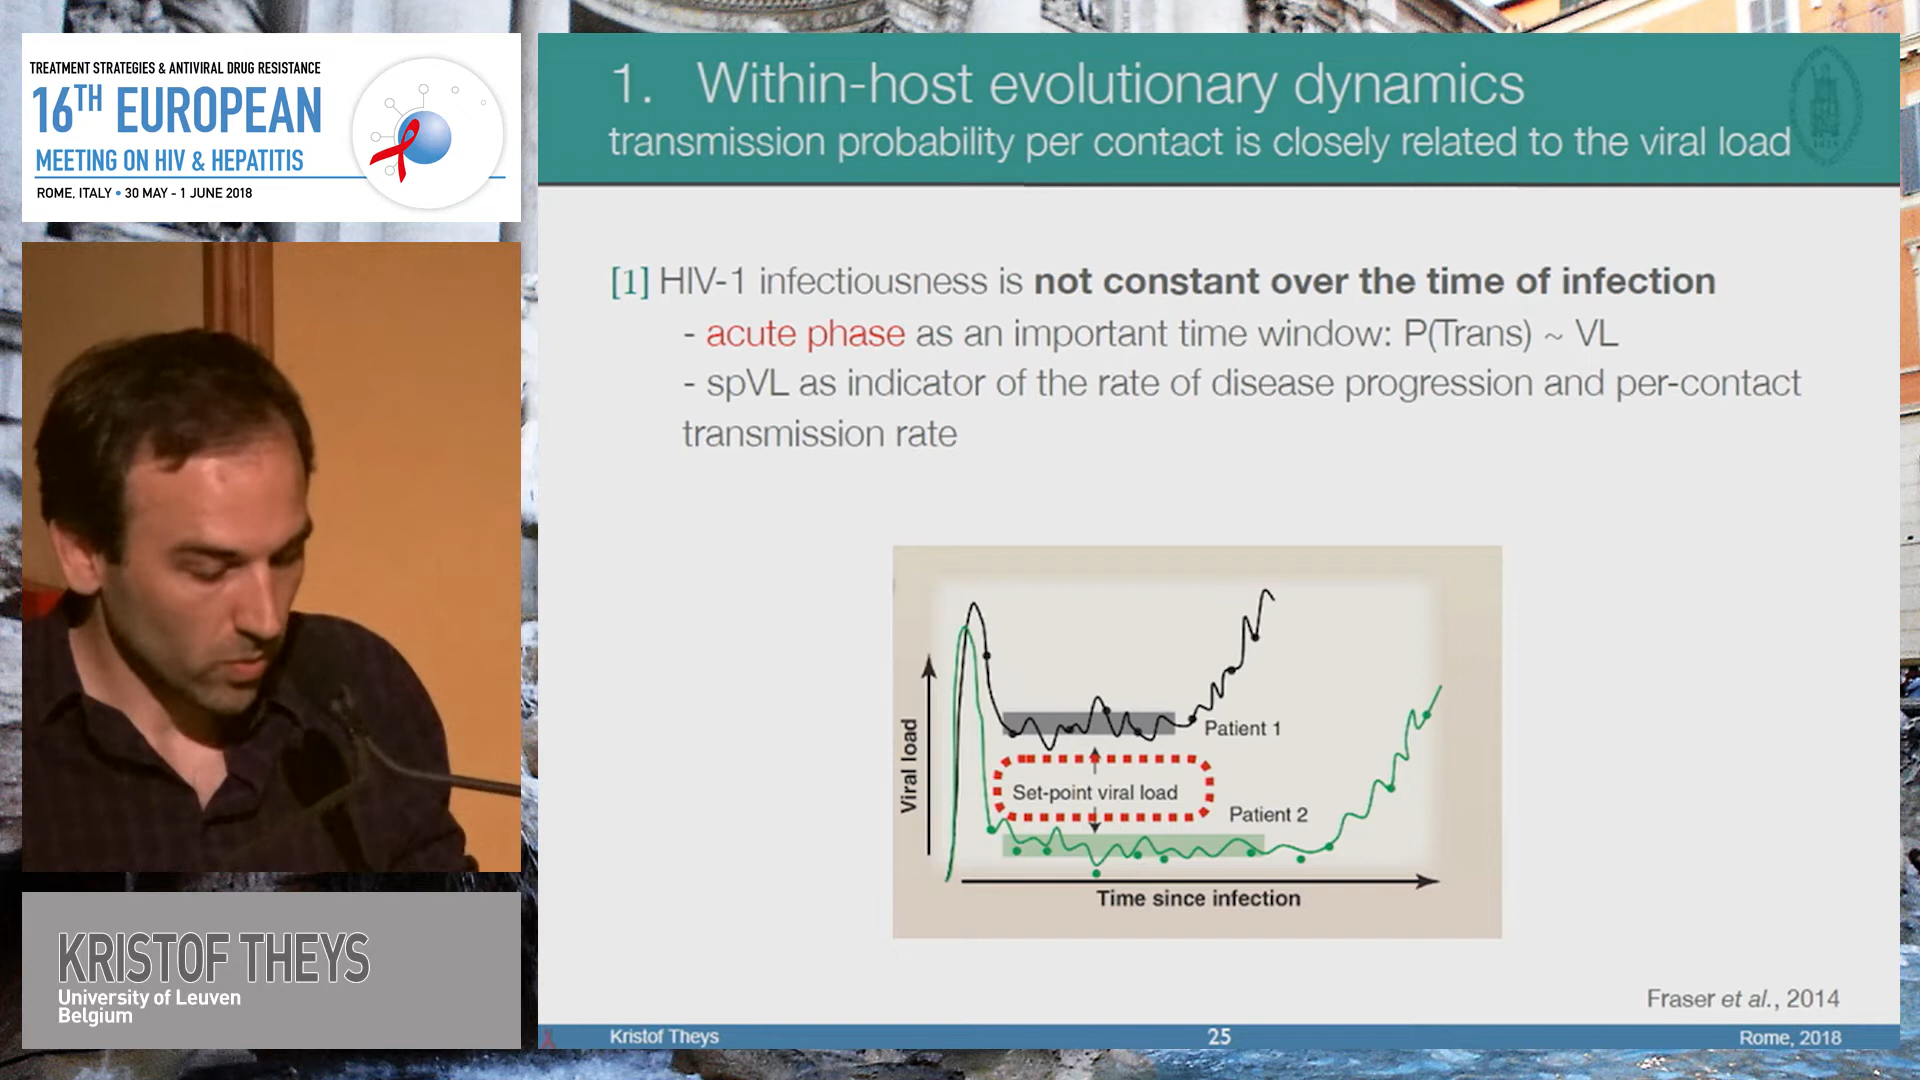 TREATMENT STRATEGIES & ANTIVIRAL DRUG RESISTANCE
16TH EUROPEAN
MEETING ON HIV & HEPATITIS
ROME, ITALY • 30 MAY - 1 JUNE 2018
1. Within-host evolutionary dynamics
transmission probability per contact is closely related to the viral load
[1] HIV-1 infectiousness is not constant over the time of infection
- acute phase as an important time window: P(Trans) ~ VL
- spVL as indicator of the rate of disease progression and per-contact
transmission rate
Viral load
Patient 1
Set-point viral load
Patient 2
Time since infection
Fraser et al., 2014
Kristof Theys
25
Rome, 2018
KRISTOF THEYS
University of Leuven
Belgium